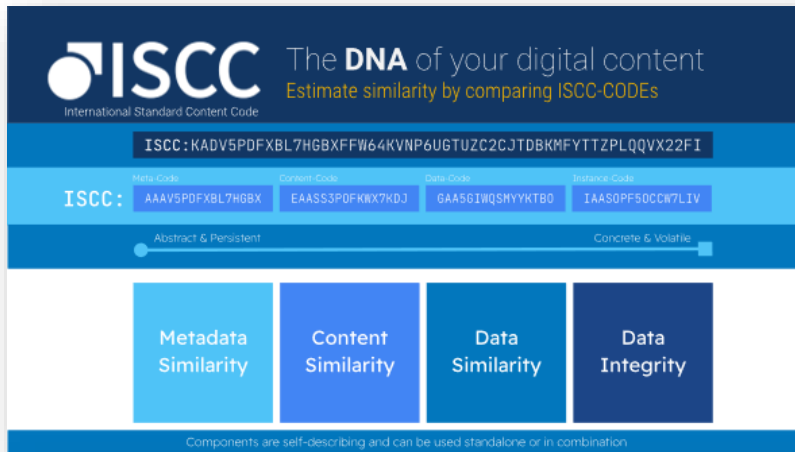 ISCC
International Standard Content Code
The DNA of your digital content
Estimate similarity by comparing ISCC-CODEs
ISCC:KADV5PDFXBL7HGBXFFW64KVNP6UGTUZC2CJTDBKMFYTTZPLQQVX22FI
Meta-Code Content-Code Data-Code Instance-Code
ISCC: AAAV5PDFXBL7HGBX EAASS3POFKWX7KDJ GAA5GIWQSMYYKTBO IAASOPF5OCCW7LIV
Abstract & Persistent Concrete & Volatile
Metadata Similarity
Content Similarity
Data Similarity
Data Integrity
Components are self-describing and can be used standalone or in combination